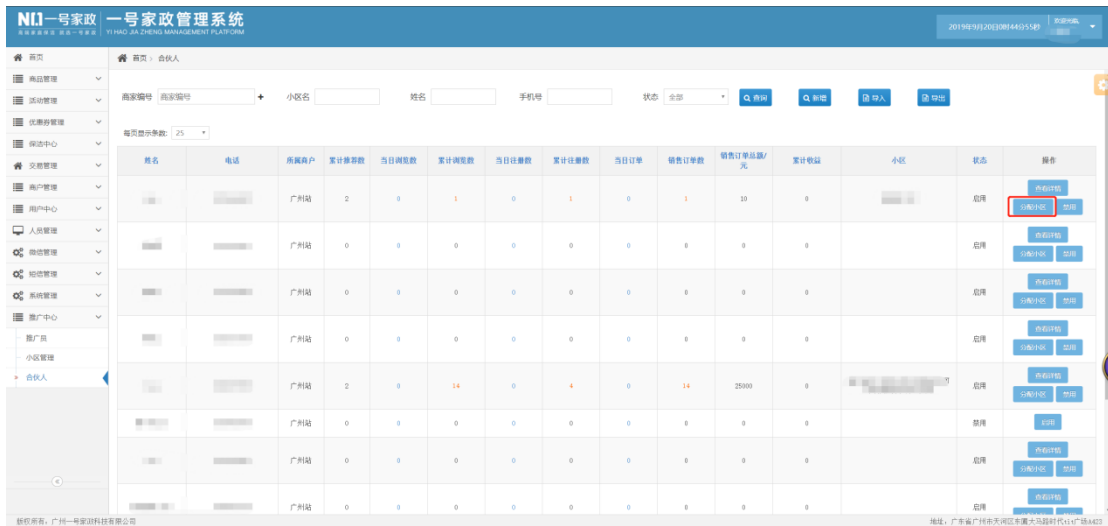 NO.1一号家政 一号家政管理系统
YI HAO JIA ZHENG MANAGEMENT PLATFORM
2019年9月20日08时44分55秒 欢迎光临,
首页
首页 › 合伙人
商品管理
活动管理
优惠券管理
保洁中心
交易管理
商户管理
用户中心
人员管理
微信管理
短信管理
系统管理
推广中心
推广员
小区管理
合伙人
商家编号 商家编号 + 小区名 姓名 手机号 状态 全部 查询 新增 导入 导出
每页显示条数: 25
姓名 电话 所属商户 累计推荐数 当日浏览数 累计浏览数 当日注册数 累计注册数 当日订单 销售订单数 销售订单总额/元 累计收益 小区 状态 操作
广州站 2 0 1 0 1 0 1 10 0 启用 查看详情 分配小区 禁用
广州站 0 0 0 0 0 0 0 0 0 启用 查看详情 分配小区 禁用
广州站 0 0 0 0 0 0 0 0 0 启用 查看详情 分配小区 禁用
广州站 0 0 0 0 0 0 0 0 0 启用 查看详情 分配小区 禁用
广州站 2 0 14 0 4 0 14 25000 0 启用 查看详情 分配小区 禁用
广州站 0 0 0 0 0 0 0 0 0 禁用 启用
广州站 0 0 0 0 0 0 0 0 0 启用 查看详情 分配小区 禁用
广州站 0 0 0 0 0 0 0 0 0 启用 查看详情
版权所有：广州一号家政科技有限公司